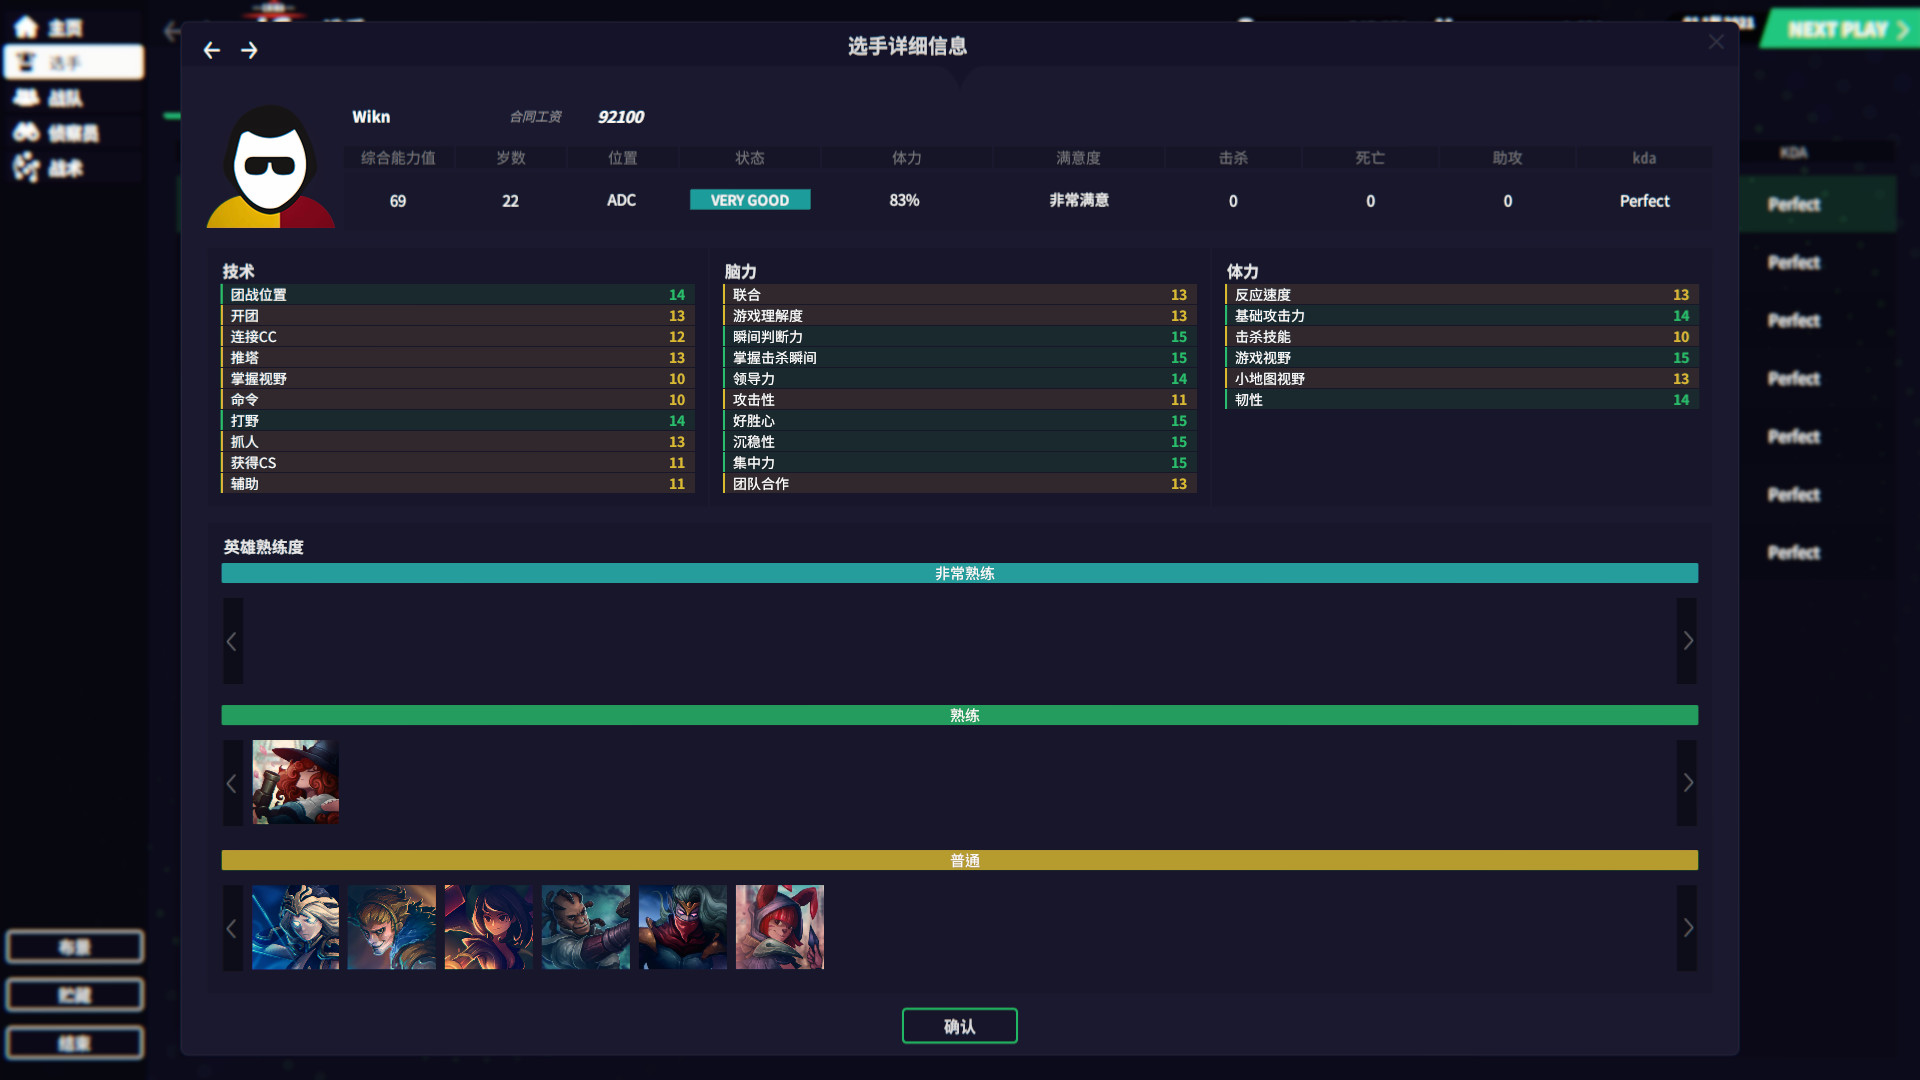 主页
选手
战队
侦察员
战术
NEXT PLAY
选手详细信息
Wikn 合同工资 92100
综合能力值 岁数 位置 状态 体力 满意度 击杀 死亡 助攻 kda
69 22 ADC VERY GOOD 83% 非常满意 0 0 0 Perfect
技术
团战位置 14
开团 13
连接CC 12
推塔 13
掌握视野 10
命令 10
打野 14
抓人 13
获得CS 11
辅助 11
脑力
联合 13
游戏理解度 13
瞬间判断力 15
掌握击杀瞬间 15
领导力 14
攻击性 11
好胜心 15
沉稳性 15
集中力 15
团队合作 13
体力
反应速度 13
基础攻击力 14
击杀技能 10
游戏视野 15
小地图视野 13
韧性 14
英雄熟练度
非常熟练
熟练
普通
确认
KDA
Perfect
Perfect
Perfect
Perfect
Perfect
Perfect
Perfect
布景
贮藏
结束